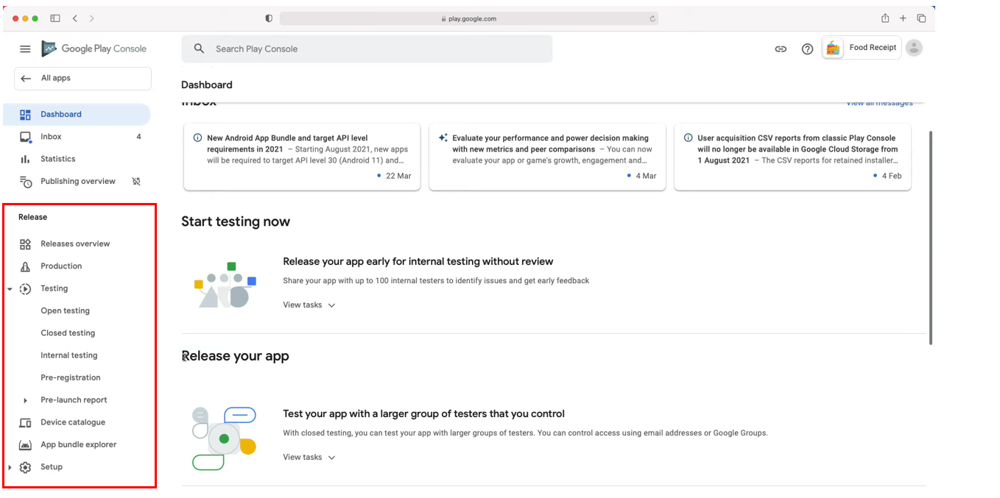 play.google.com
Google Play Console
Search Play Console
Food Receipt
All apps
Dashboard
Inbox 4
Statistics
Publishing overview
Release
Releases overview
Production
Testing
Open testing
Closed testing
Internal testing
Pre-registration
Pre-launch report
Device catalogue
App bundle explorer
Setup
Dashboard
Inbox
View all messages
New Android App Bundle and target API level
requirements in 2021 – Starting August 2021, new apps
will be required to target API level 30 (Android 11) and…
22 Mar
Evaluate your performance and power decision making
with new metrics and peer comparisons – You can now
evaluate your app or game's growth, engagement and…
4 Mar
User acquisition CSV reports from classic Play Console
will no longer be available in Google Cloud Storage from
1 August 2021 – The CSV reports for retained installer…
4 Feb
Start testing now
Release your app early for internal testing without review
Share your app with up to 100 internal testers to identify issues and get early feedback
View tasks
Release your app
Test your app with a larger group of testers that you control
With closed testing, you can test your app with larger groups of testers. You can control access using email addresses or Google Groups.
View tasks